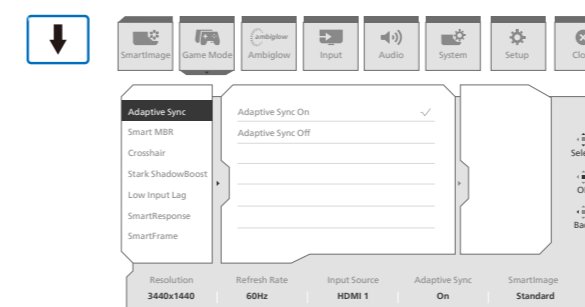 SmartImage Game Mode ambiglow Ambiglow Input Audio System Setup
Adaptive Sync Adaptive Sync On
Smart MBR Adaptive Sync Off
Crosshair
Stark ShadowBoost
Low Input Lag
SmartResponse
SmartFrame
Resolution Refresh Rate Input Source Adaptive Sync SmartImage
3440x1440 60Hz HDMI 1 On Standard